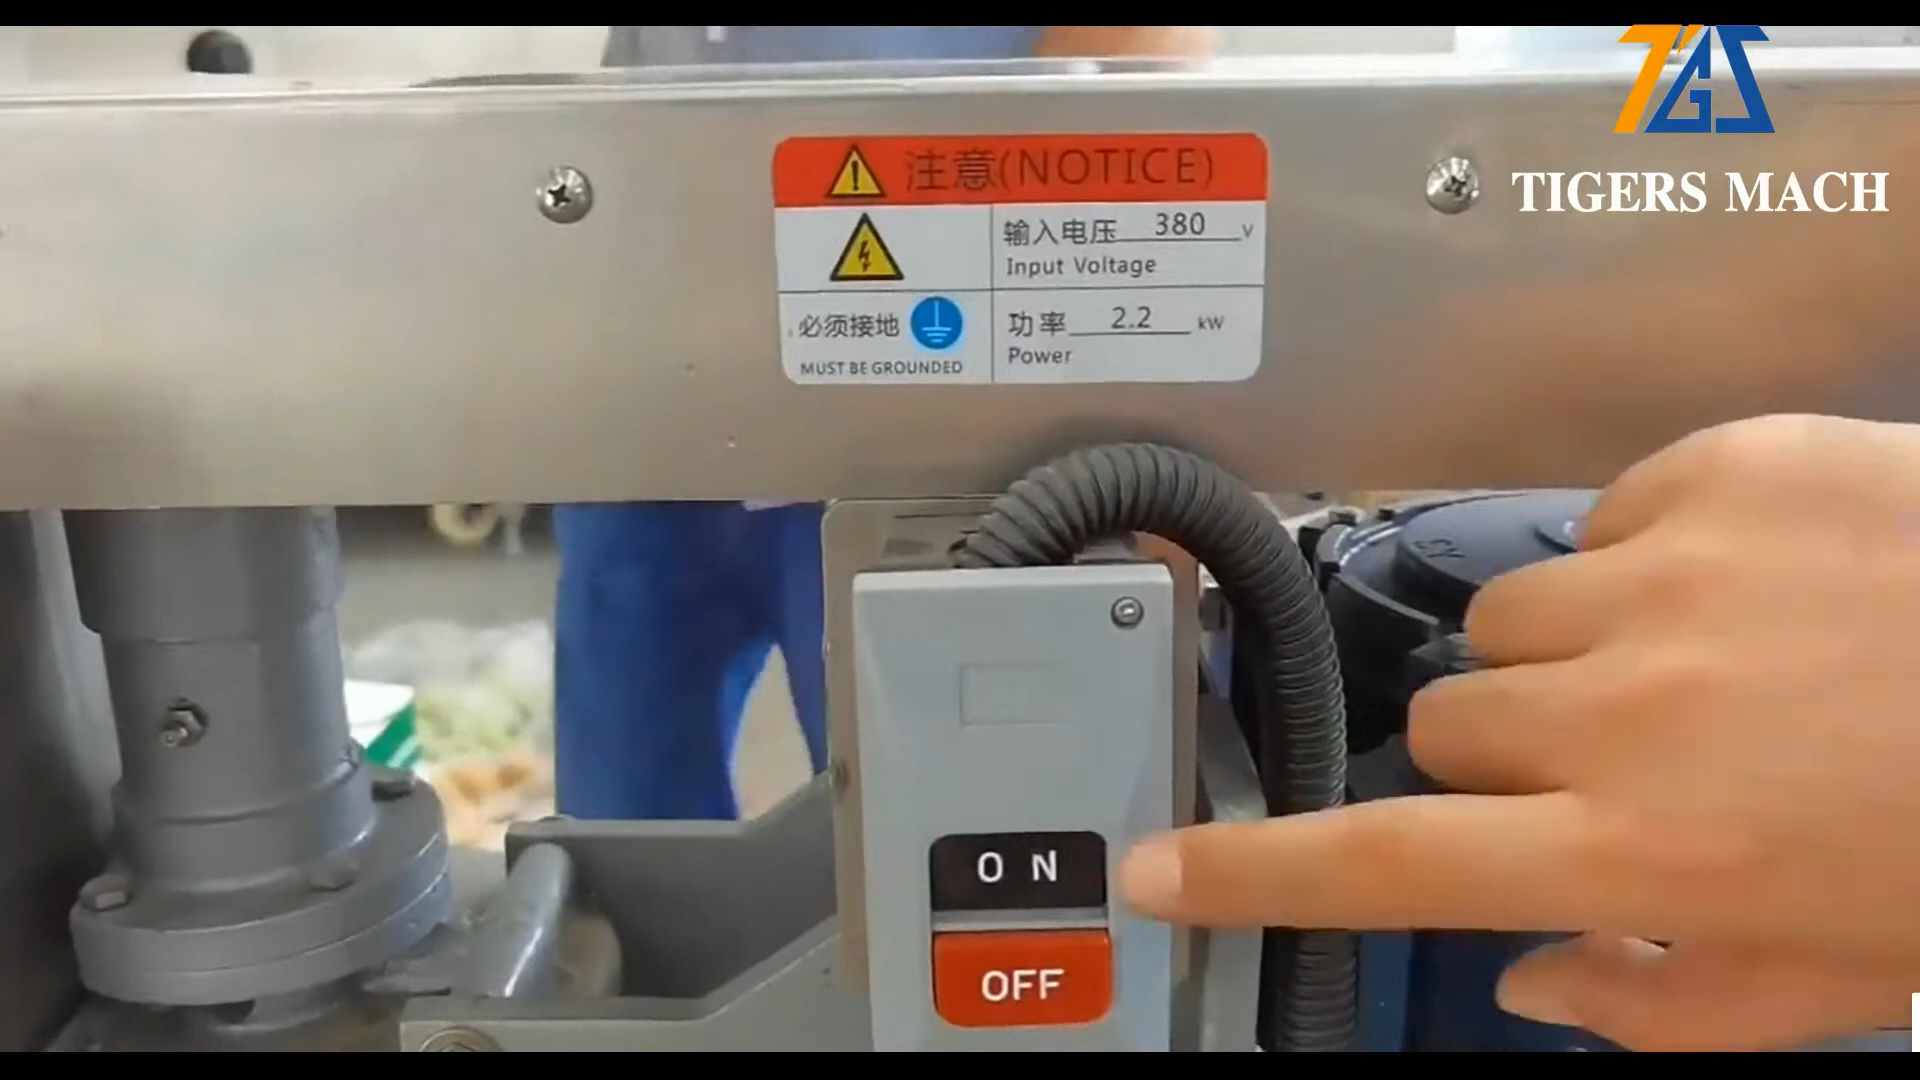 TGS
TIGERS MACH
注意(NOTICE)
输入电压 380 V
Input Voltage
必须接地
MUST BE GROUNDED
功率 2.2 kW
Power
ON
OFF